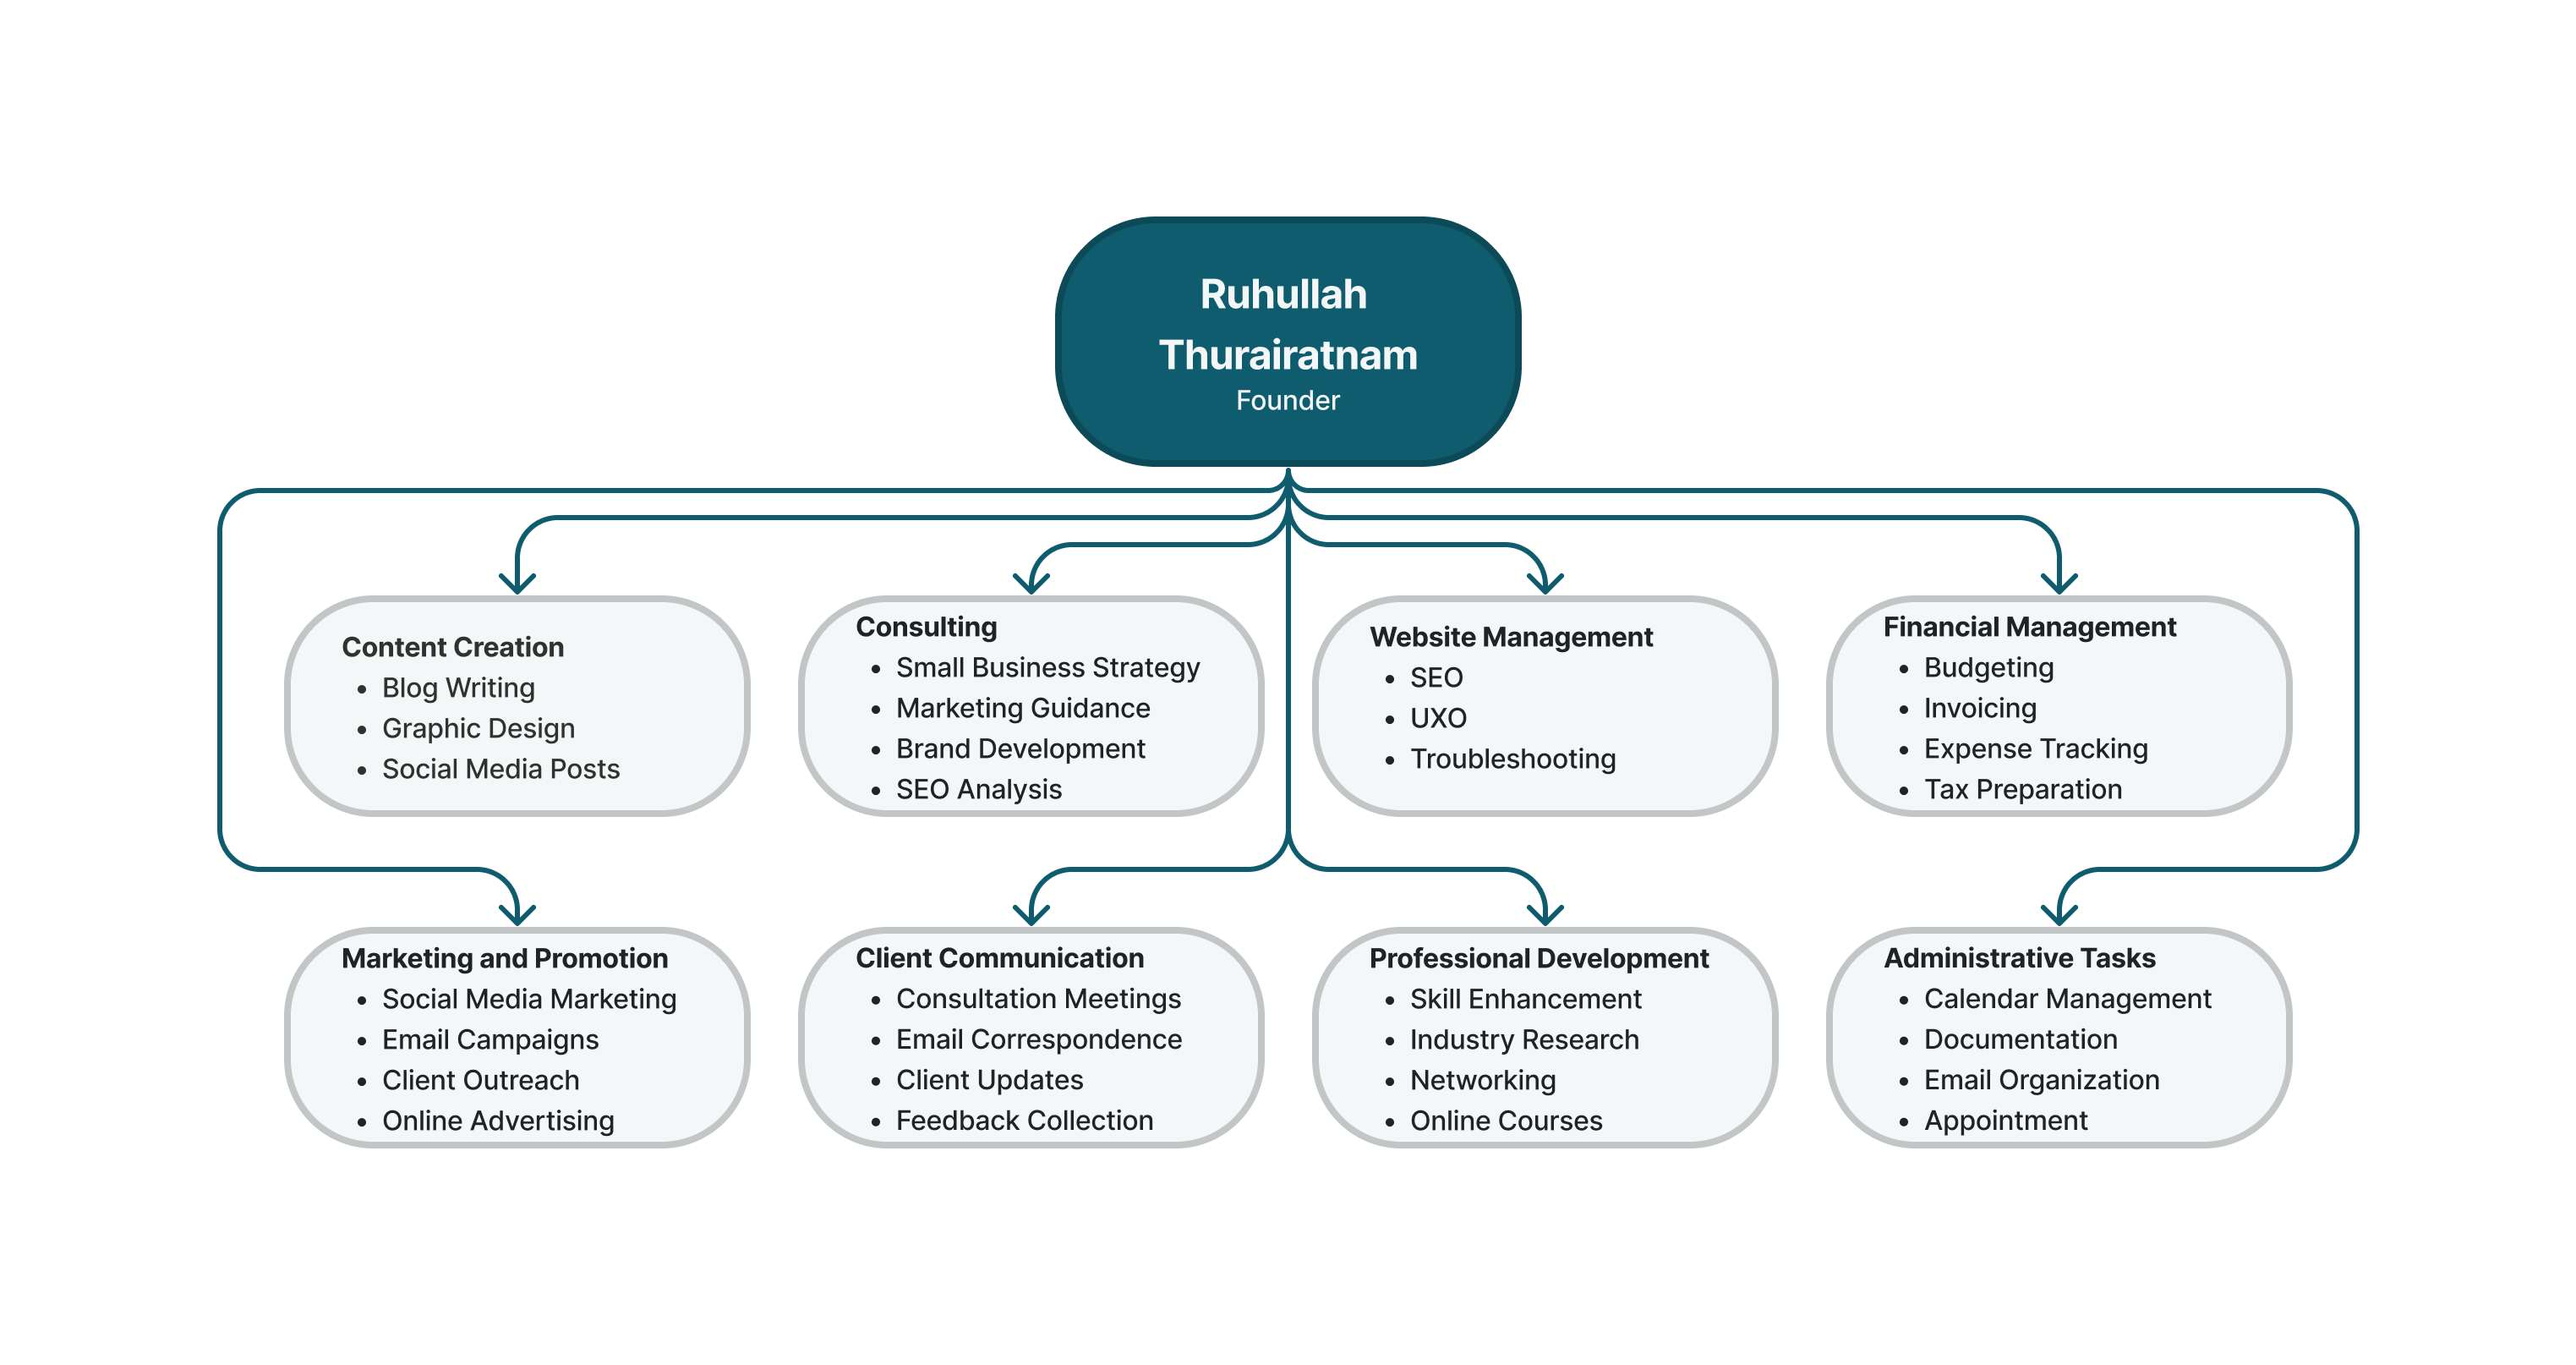 Ruhullah
Thurairatnam
Founder
Content Creation
• Blog Writing
• Graphic Design
• Social Media Posts
Consulting
• Small Business Strategy
• Marketing Guidance
• Brand Development
• SEO Analysis
Website Management
• SEO
• UXO
• Troubleshooting
Financial Management
• Budgeting
• Invoicing
• Expense Tracking
• Tax Preparation
Marketing and Promotion
• Social Media Marketing
• Email Campaigns
• Client Outreach
• Online Advertising
Client Communication
• Consultation Meetings
• Email Correspondence
• Client Updates
• Feedback Collection
Professional Development
• Skill Enhancement
• Industry Research
• Networking
• Online Courses
Administrative Tasks
• Calendar Management
• Documentation
• Email Organization
• Appointment